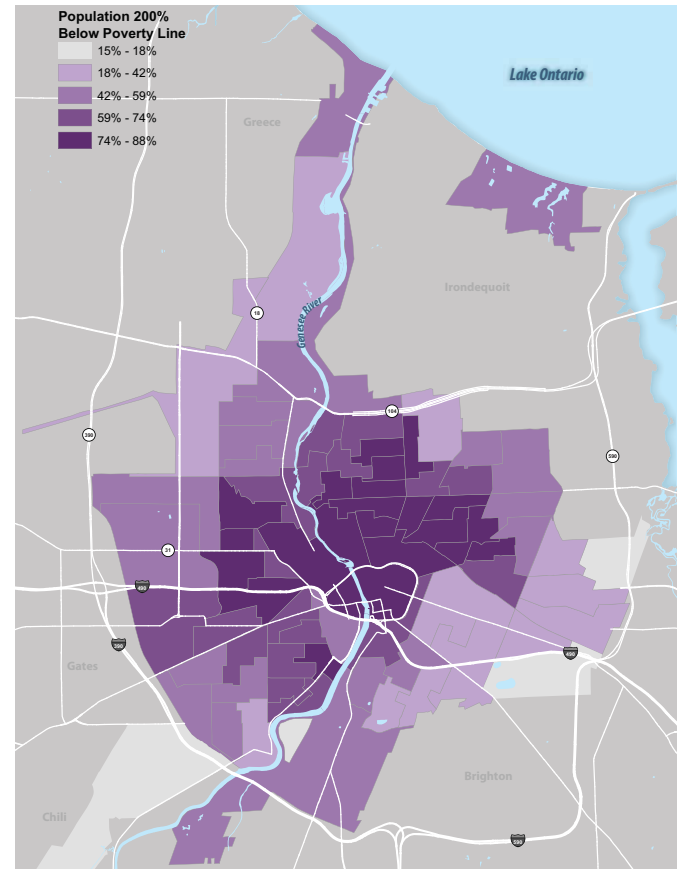 Population 200%
Below Poverty Line
15% - 18%
18% - 42%
42% - 59%
59% - 74%
74% - 88%
Lake Ontario
Greece
Irondequoit
Genesee River
18
104
390
590
31
490
390
Gates
490
Brighton
Chili
590